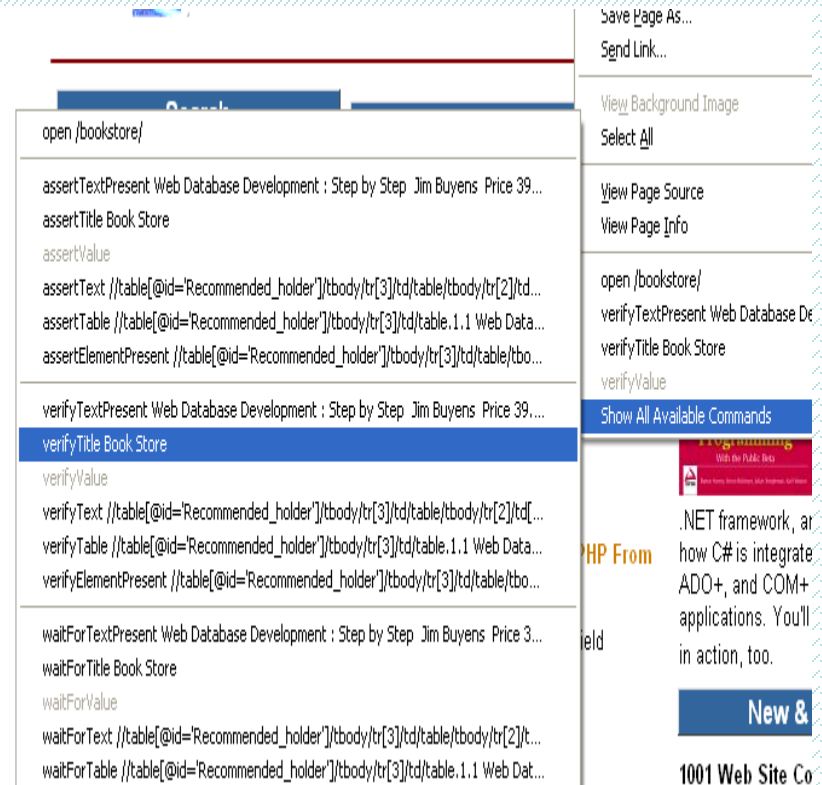 Save Page As...
Send Link...
View Background Image
Select All
View Page Source
View Page Info
open /bookstore/
verifyTextPresent Web Database De
verifyTitle Book Store
verifyValue
Show All Available Commands
Search
open /bookstore/
assertTextPresent Web Database Development : Step by Step Jim Buyens Price 39...
assertTitle Book Store
assertValue
assertText //table[@id='Recommended_holder']/tbody/tr[3]/td/table/tbody/tr[2]/td...
assertTable //table[@id='Recommended_holder']/tbody/tr[3]/td/table.1.1 Web Data...
assertElementPresent //table[@id='Recommended_holder']/tbody/tr[3]/td/table/tbo...
verifyTextPresent Web Database Development : Step by Step Jim Buyens Price 39....
verifyTitle Book Store
verifyValue
verifyText //table[@id='Recommended_holder']/tbody/tr[3]/td/table/tbody/tr[2]/td[...
verifyTable //table[@id='Recommended_holder']/tbody/tr[3]/td/table.1.1 Web Data...
verifyElementPresent //table[@id='Recommended_holder']/tbody/tr[3]/td/table/tbo...
waitForTextPresent Web Database Development : Step by Step Jim Buyens Price 3...
waitForTitle Book Store
waitForValue
waitForText //table[@id='Recommended_holder']/tbody/tr[3]/td/table/tbody/tr[2]/t...
waitForTable //table[@id='Recommended_holder']/tbody/tr[3]/td/table.1.1 Web Dat...
PHP From
ield
Programming
With the Public Beta
.NET framework, ar
how C# is integrate
ADO+, and COM+
applications. You'll
in action, too.
New &
1001 Web Site Co